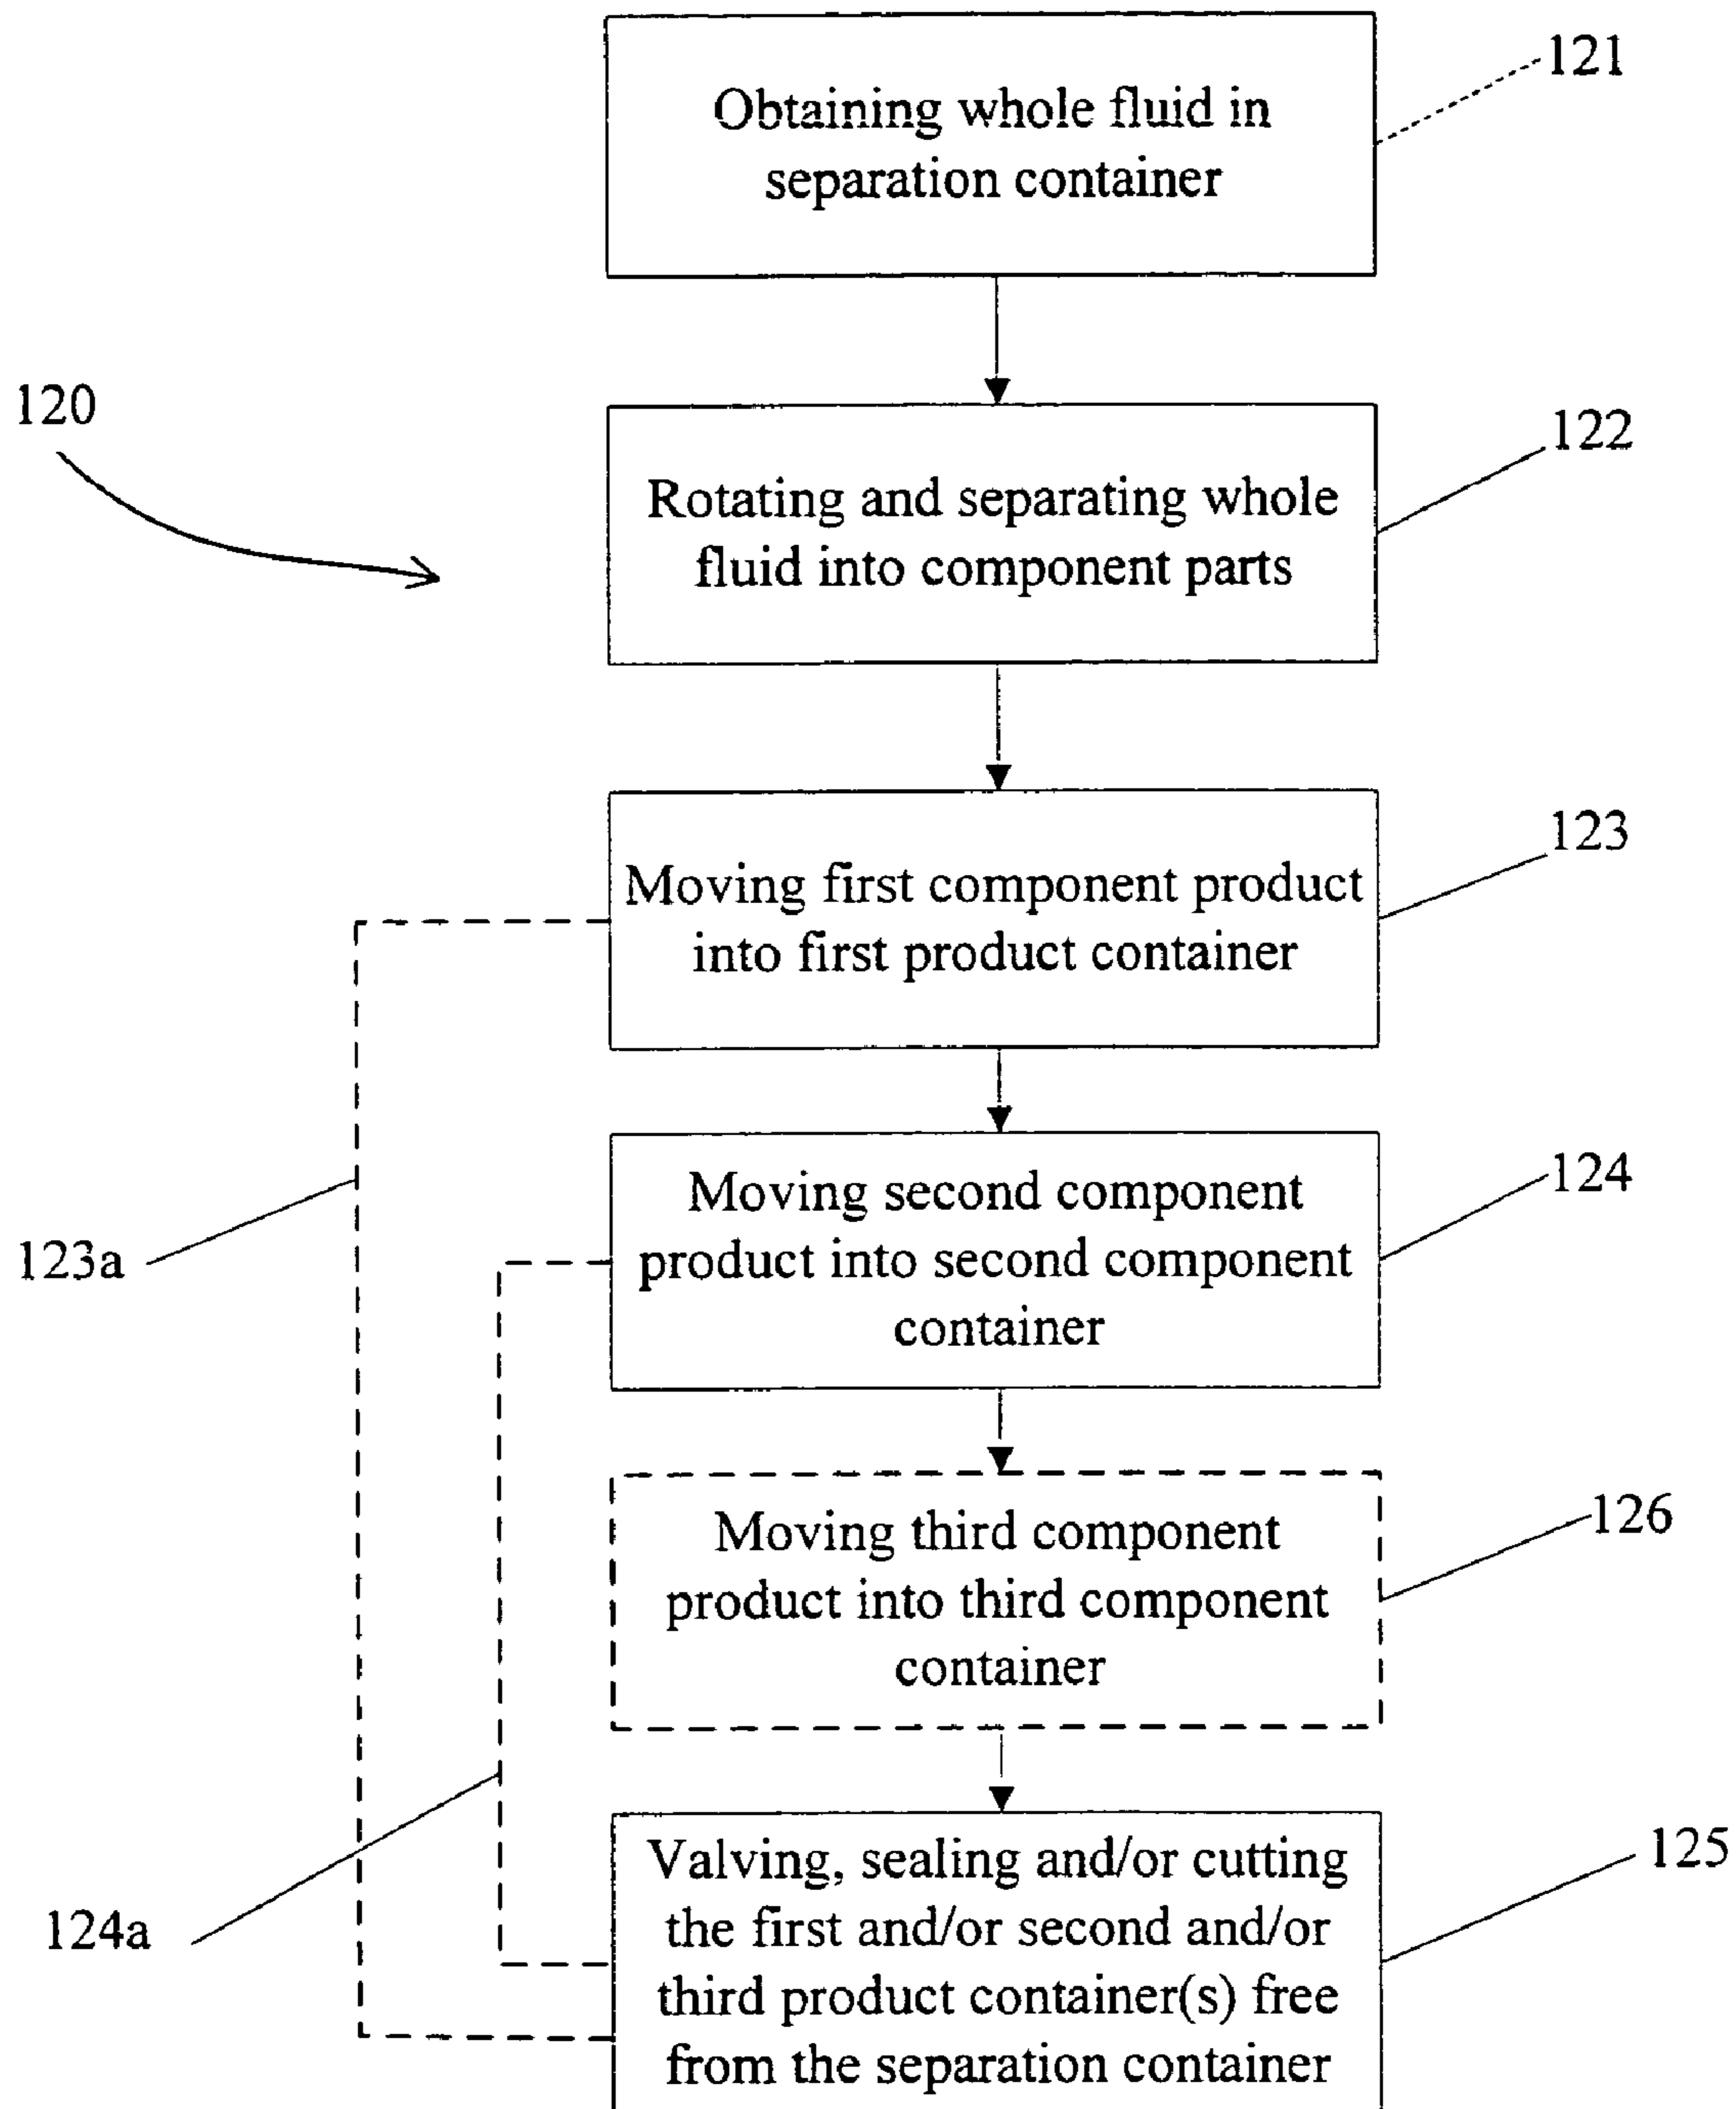 Obtaining whole fluid in
separation container
121
120
Rotating and separating whole
fluid into component parts
122
Moving first component product
into first product container
123
123a
Moving second component
product into second component
container
124
Moving third component
product into third component
container
126
124a
Valving, sealing and/or cutting
the first and/or second and/or
third product container(s) free
from the separation container
125